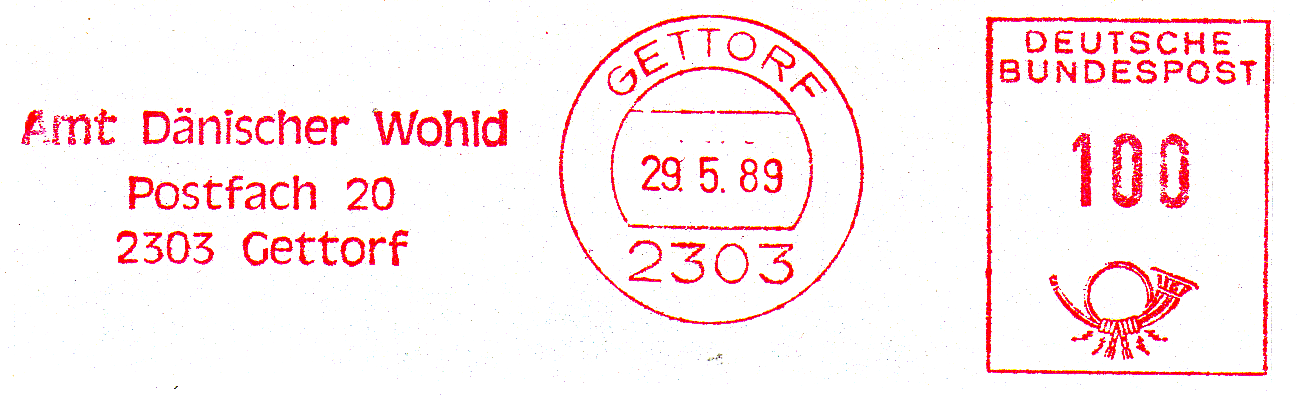 Amt Dänischer Wohld
Postfach 20
2303 Gettorf
GETTORF
29. 5. 89
2303
DEUTSCHE
BUNDESPOST
100